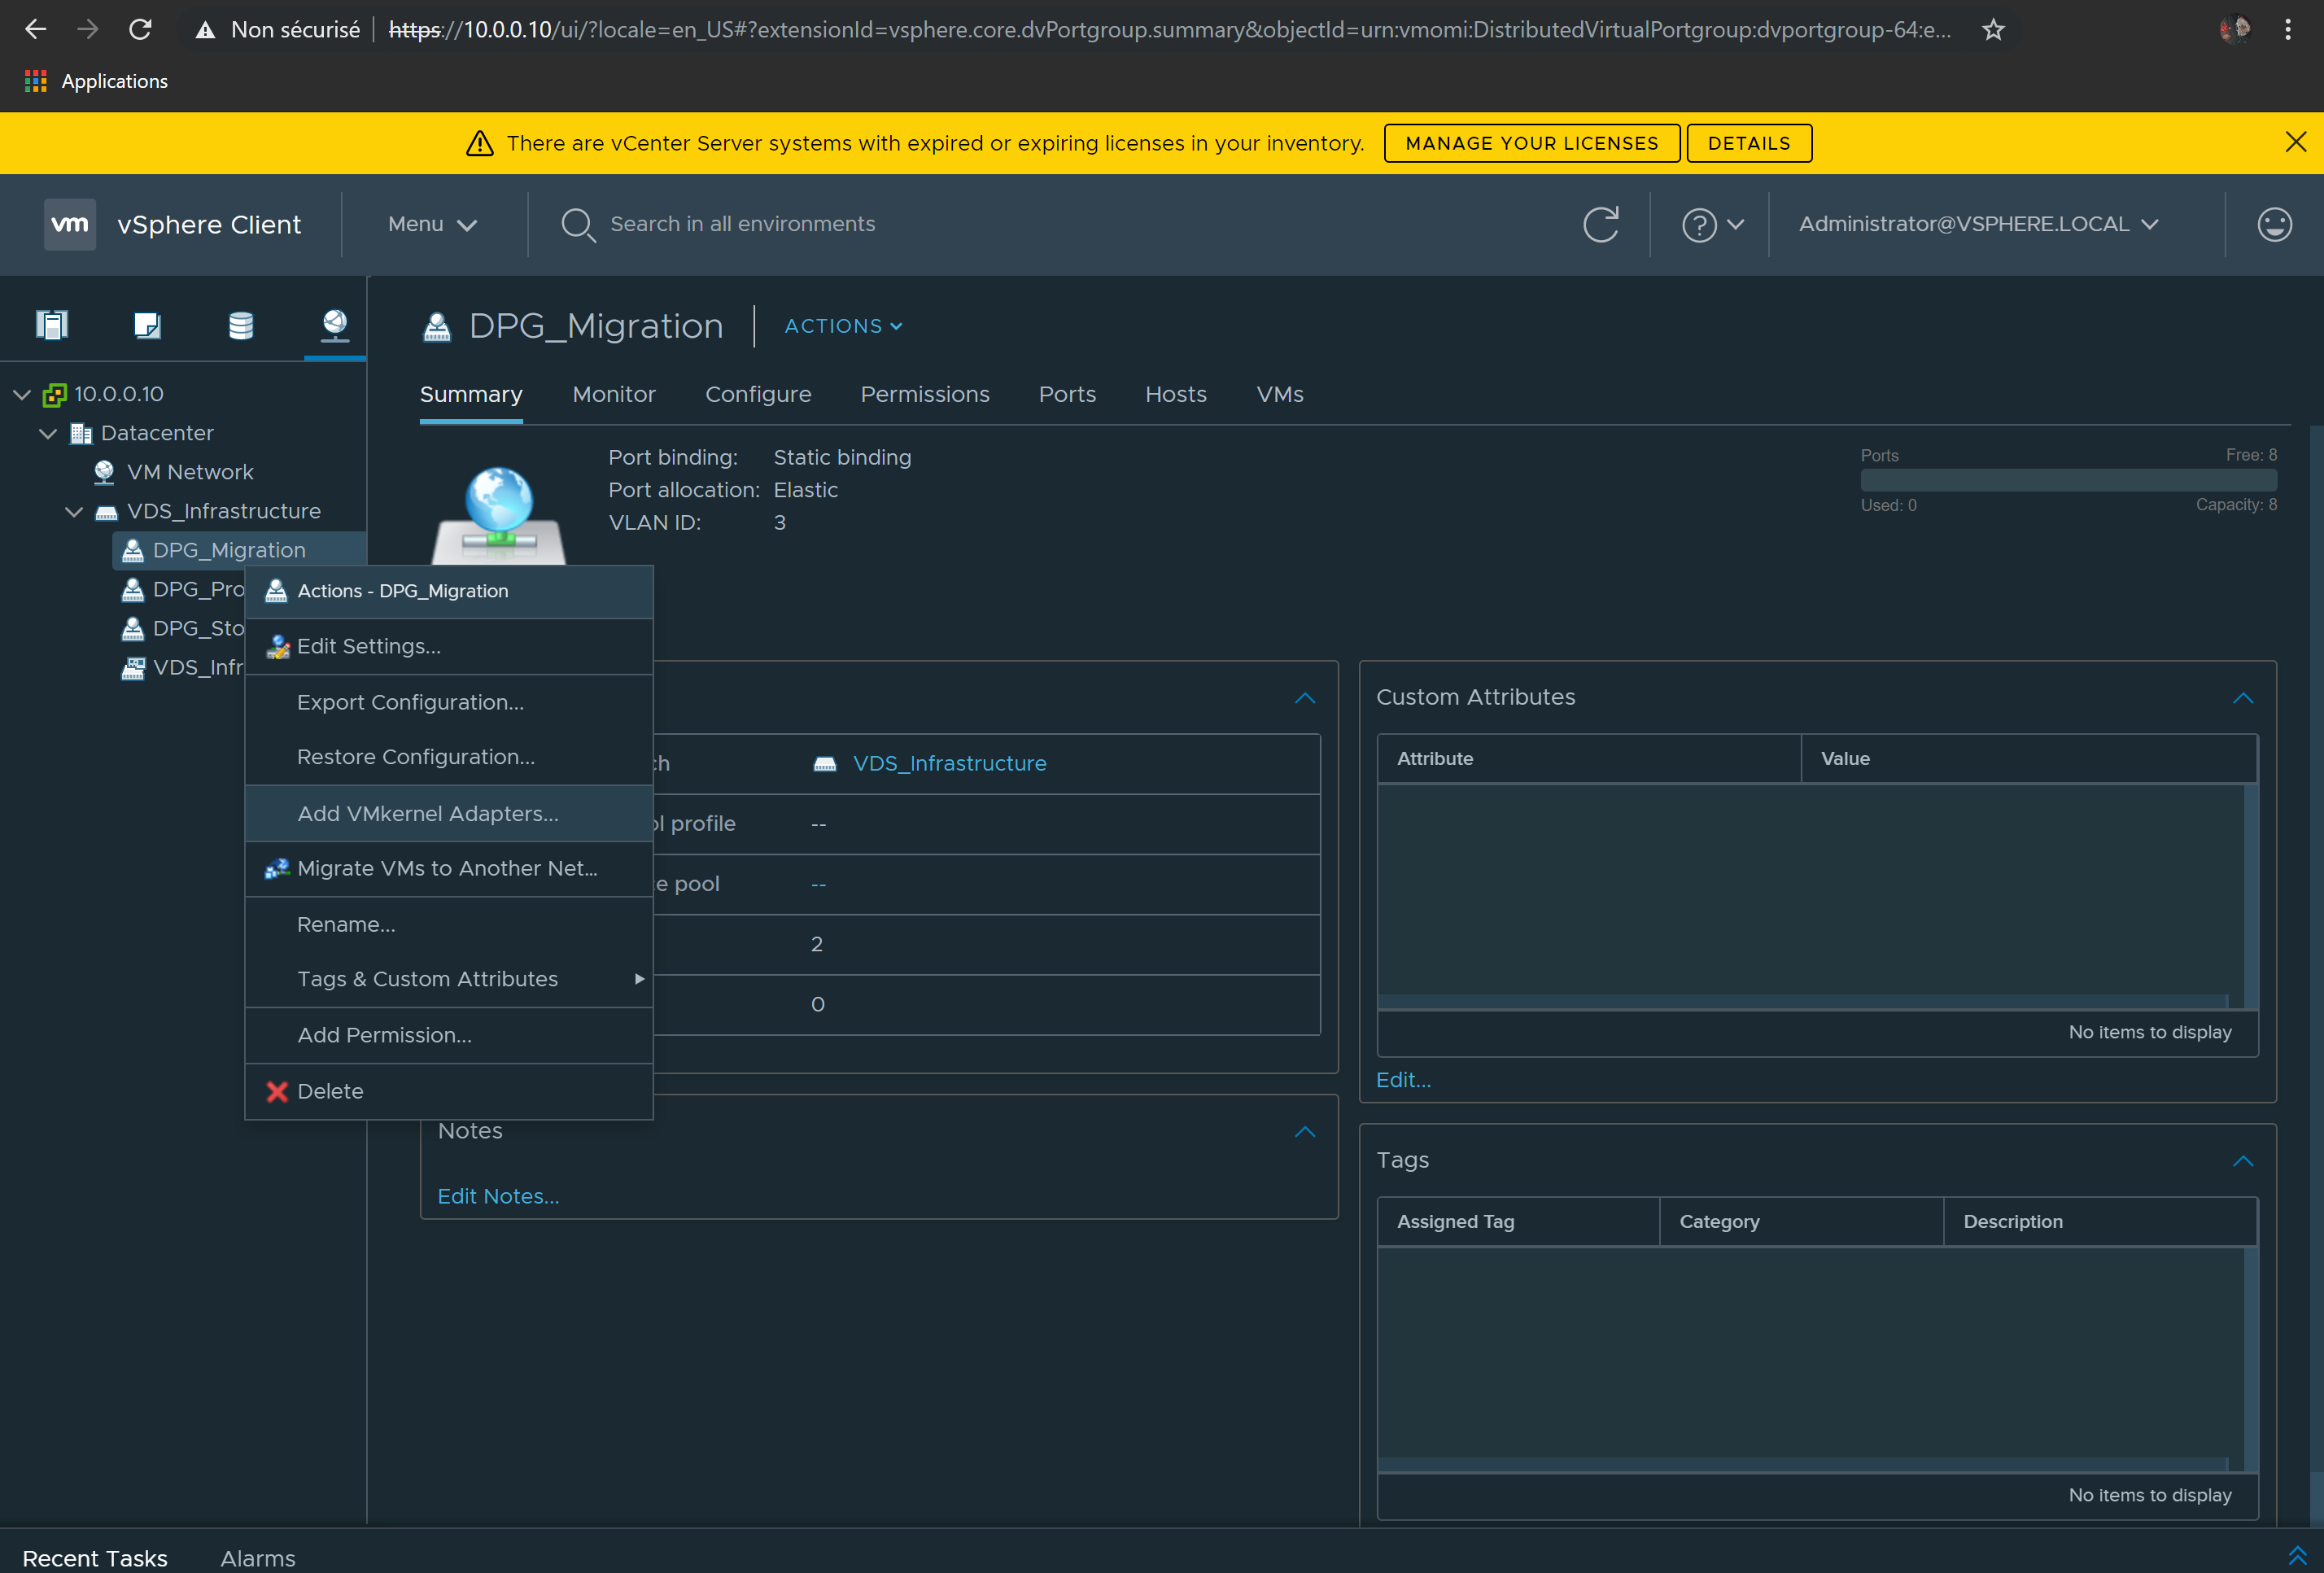 Non sécurisé https://10.0.0.10/ui/?locale=en_US#?extensionId=vsphere.core.dvPortgroup.summary&objectId=urn:vmomi:DistributedVirtualPortgroup:dvportgroup-64:e...
Applications
There are vCenter Server systems with expired or expiring licenses in your inventory. MANAGE YOUR LICENSES DETAILS
vm vSphere Client Menu Search in all environments Administrator@VSPHERE.LOCAL
DPG_Migration ACTIONS
Summary Monitor Configure Permissions Ports Hosts VMs
10.0.0.10
Datacenter
VM Network
VDS_Infrastructure
DPG_Migration
DPG_Pro
DPG_Sto
VDS_Infr
Port binding: Static binding
Port allocation: Elastic
VLAN ID: 3
Ports Free: 8
Used: 0 Capacity: 8
Actions - DPG_Migration
Edit Settings...
Export Configuration...
Restore Configuration...
Add VMkernel Adapters...
Migrate VMs to Another Net...
Rename...
Tags & Custom Attributes
Add Permission...
Delete
ch VDS_Infrastructure
ol profile --
e pool --
2
0
Notes
Edit Notes...
Custom Attributes
Attribute Value
No items to display
Edit...
Tags
Assigned Tag Category Description
No items to display
Recent Tasks Alarms